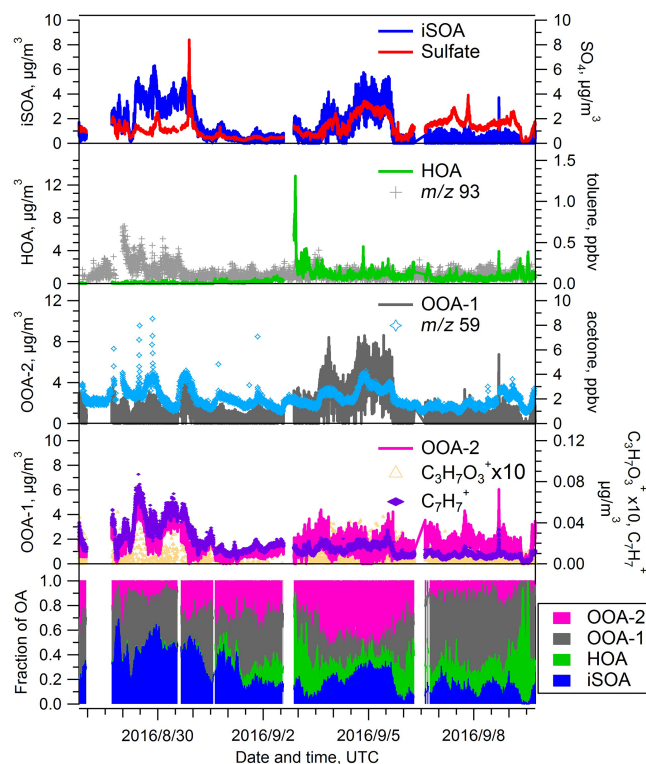 10
8
6
4
2
0
iSOA, µg/m3
iSOA
Sulfate
10
8
6
4
2
0
SO4, µg/m3
12
8
4
0
HOA, µg/m3
HOA
m/z 93
1.5
1.0
0.5
0.0
toluene, ppbv
12
8
4
0
OOA-2, µg/m3
OOA-1
m/z 59
10
8
6
4
2
0
acetone, ppbv
10
8
6
4
2
0
OOA-1, µg/m3
OOA-2
C3H7O3+x10
C7H7+
0.12
0.08
0.04
0.00
C3H7O3+ x10, C7H7+
µg/m3
1.0
0.8
0.6
0.4
0.2
0.0
Fraction of OA
OOA-2
OOA-1
HOA
iSOA
2016/8/30 2016/9/2 2016/9/5 2016/9/8
Date and time, UTC